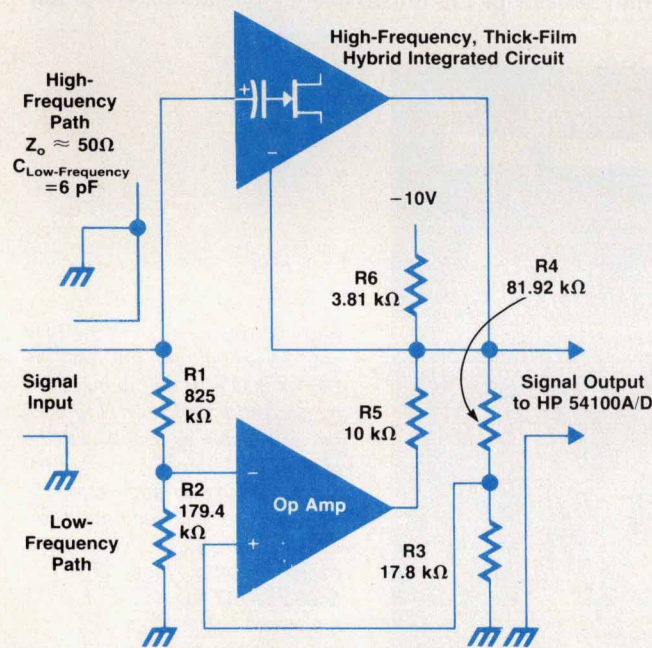 High-Frequency, Thick-Film
Hybrid Integrated Circuit
High-
Frequency
Path
Zₒ ≈ 50Ω
C_Low-Frequency
=6 pF
+
−
−10V
R6
3.81 kΩ
R4
81.92 kΩ
Signal
Input
R1
825
kΩ
R5
10 kΩ
Signal Output
to HP 54100A/D
R2
179.4
kΩ
−
Op Amp
+
Low-
Frequency
Path
R3
17.8 kΩ